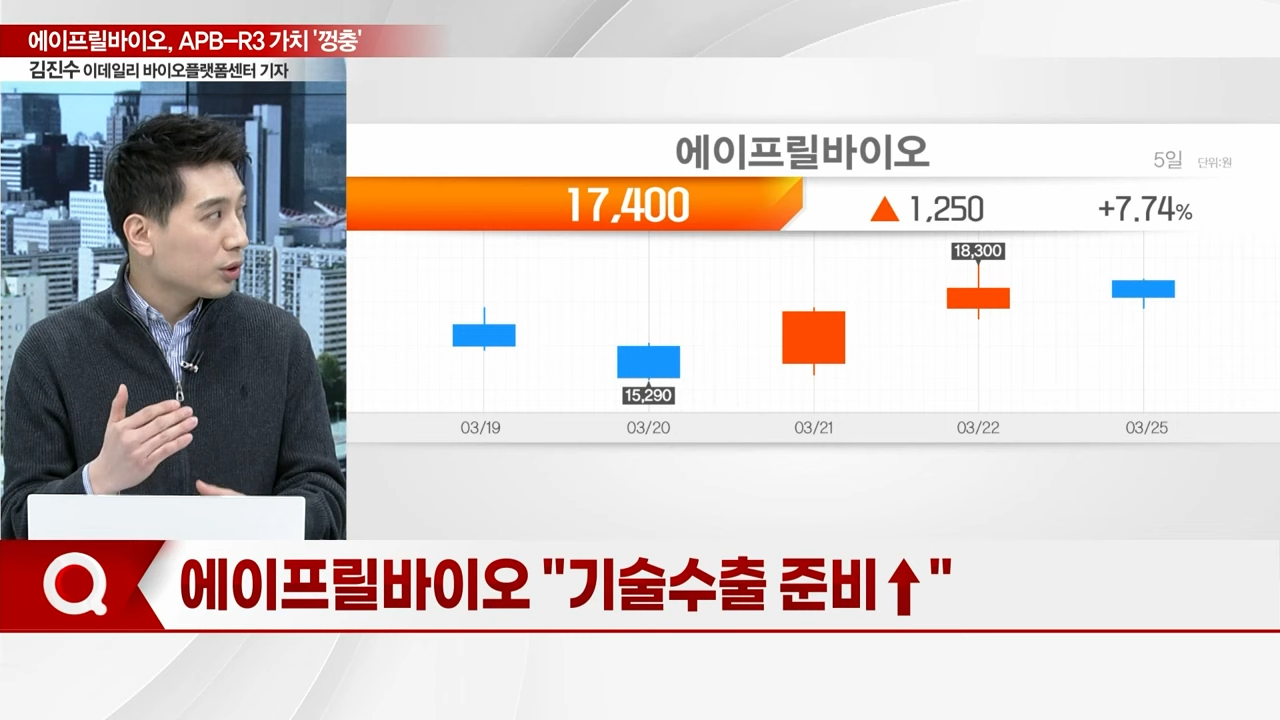 에이프릴바이오, APB-R3 가치 '껑충'
김진수 이데일리 바이오플랫폼센터 기자
에이프릴바이오
5일 단위:원
17,400 ▲ 1,250 +7.74%
18,300
15,290
03/19 03/20 03/21 03/22 03/25
에이프릴바이오 "기술수출 준비↑"